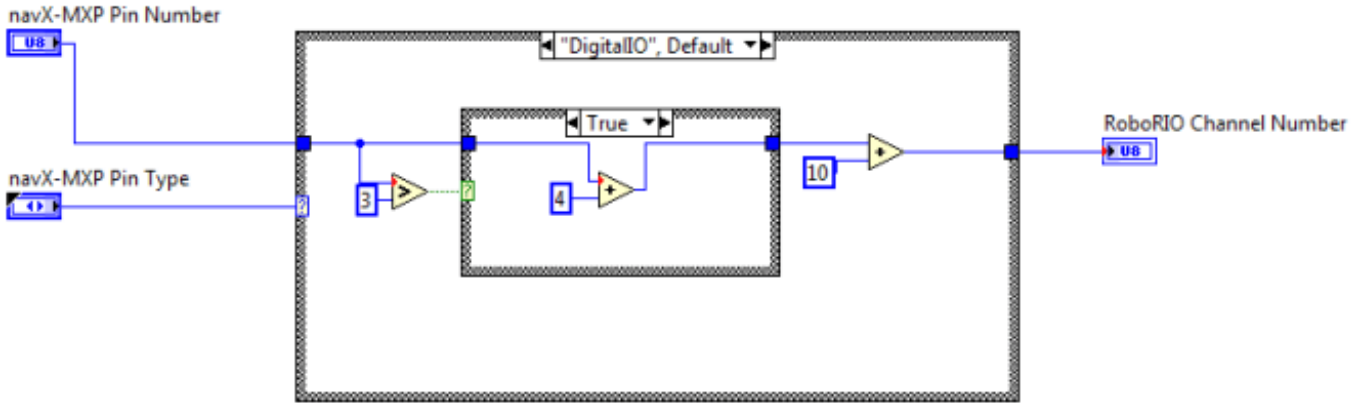 navX-MXP Pin Number
U8
"DigitalIO", Default
True
RoboRIO Channel Number
U8
10
navX-MXP Pin Type
3
>
?
4
+
+
?